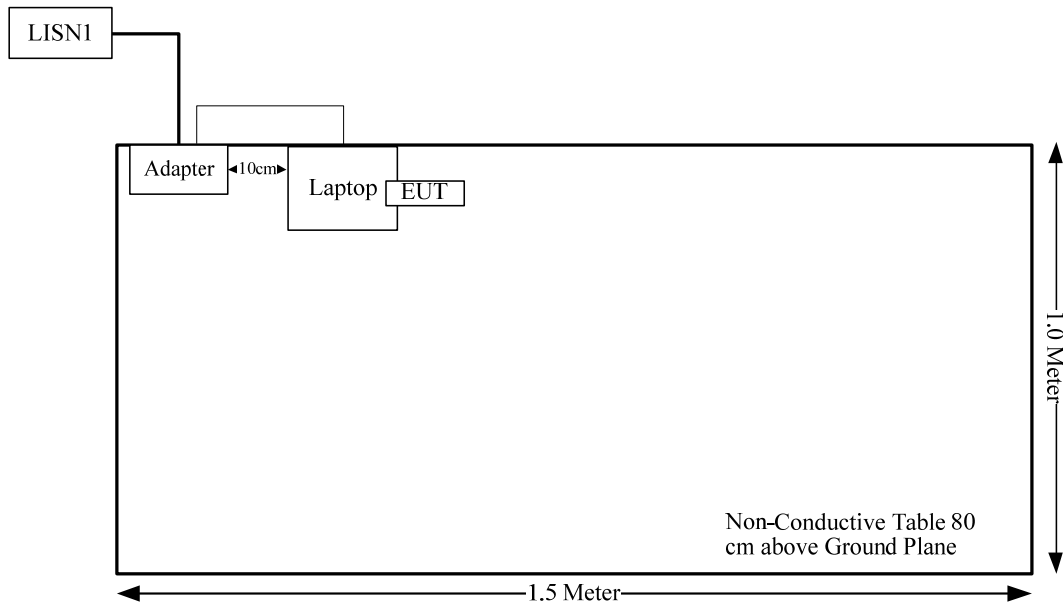 LISN1
Adapter
10cm
Laptop
EUT
1.0 Meter
Non-Conductive Table 80
cm above Ground Plane
1.5 Meter